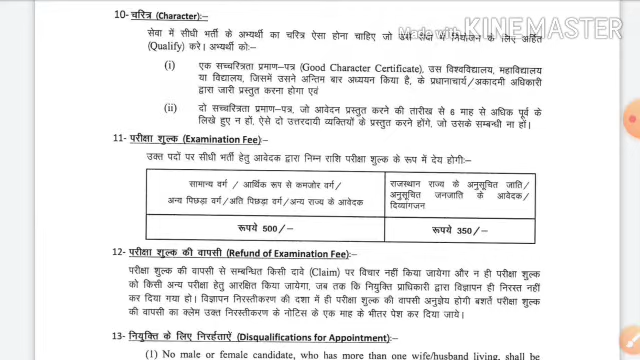 Made with KINEMASTER
10- चरित्र (Character):-
सेवा में सीधी भर्ती के अभ्यार्थी का चरित्र ऐसा होना चाहिए जो उसे सेवा में नियोजन के लिए अर्हित
(Qualify) करे। अभ्यार्थी को:-
(i) एक सच्चरित्रता प्रमाण–पत्र (Good Character Certificate), उस विश्वविद्यालय, महाविद्यालय
या विद्यालय, जिसमें उसने अन्तिम बार अध्ययन किया है, के प्रधानाचार्य/अकादमी अधिकारी
द्वारा जारी प्रस्तुत करना होगा एवं
(ii) दो सच्चरित्रता प्रमाण–पत्र, जो आवेदन प्रस्तुत करने की तारीख से 6 माह से अधिक पूर्व के
लिखे हुए न हों, ऐसे दो उत्तरदायी व्यक्तियों के प्रस्तुत करने होंगे, जो उसके सम्बन्धी ना हों।
11- परीक्षा शुल्क (Examination Fee):-
उक्त पदों पर सीधी भर्ती हेतु आवेदक द्वारा निम्न राशि परीक्षा शुल्क के रूप में देय होगी:-
सामान्य वर्ग / आर्थिक रूप से कमजोर वर्ग/
अन्य पिछड़ा वर्ग/अति पिछड़ा वर्ग/अन्य राज्य के आवेदक
राजस्थान राज्य के अनुसूचित जाति/
अनुसूचित जनजाति के आवेदक/
दिव्यांगजन
रूपये 500/–
रूपये 350/–
12- परीक्षा शुल्क की वापसी (Refund of Examination Fee):-
परीक्षा शुल्क की वापसी से सम्बन्धित किसी दावे (Claim) पर विचार नहीं किया जायेगा और न ही परीक्षा शुल्क
को किसी अन्य परीक्षा हेतु आरक्षित किया जायेगा, जब तक कि नियुक्ति प्राधिकारी द्वारा विज्ञापन ही निरस्त नहीं
कर दिया गया हो। विज्ञापन निरस्तीकरण की दशा में ही परीक्षा शुल्क की वापसी अनुज्ञेय होगी बशर्ते परीक्षा शुल्क
की वापसी का क्लेम उक्त निरस्तीकरण के नोटिस के एक माह के भीतर पेश कर दिया जाये।
13- नियुक्ति के लिए निरर्हताऐं (Disqualifications for Appointment):-
(1) No male or female candidate, who has more than one wife/husband living, shall be